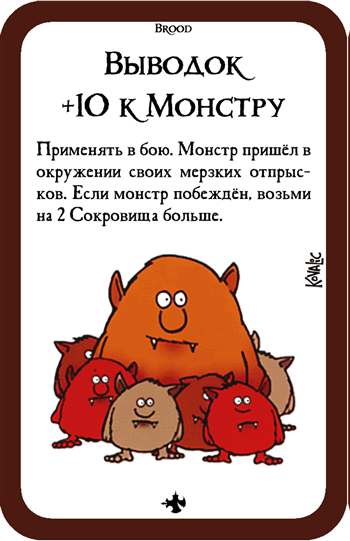 Brood
Выводок
+10 к Монстру
Применять в бою. Монстр пришёл в
окружении своих мерзких отпрыс-
ков. Если монстр побеждён, возьми
на 2 Сокровища больше.
Kovalic